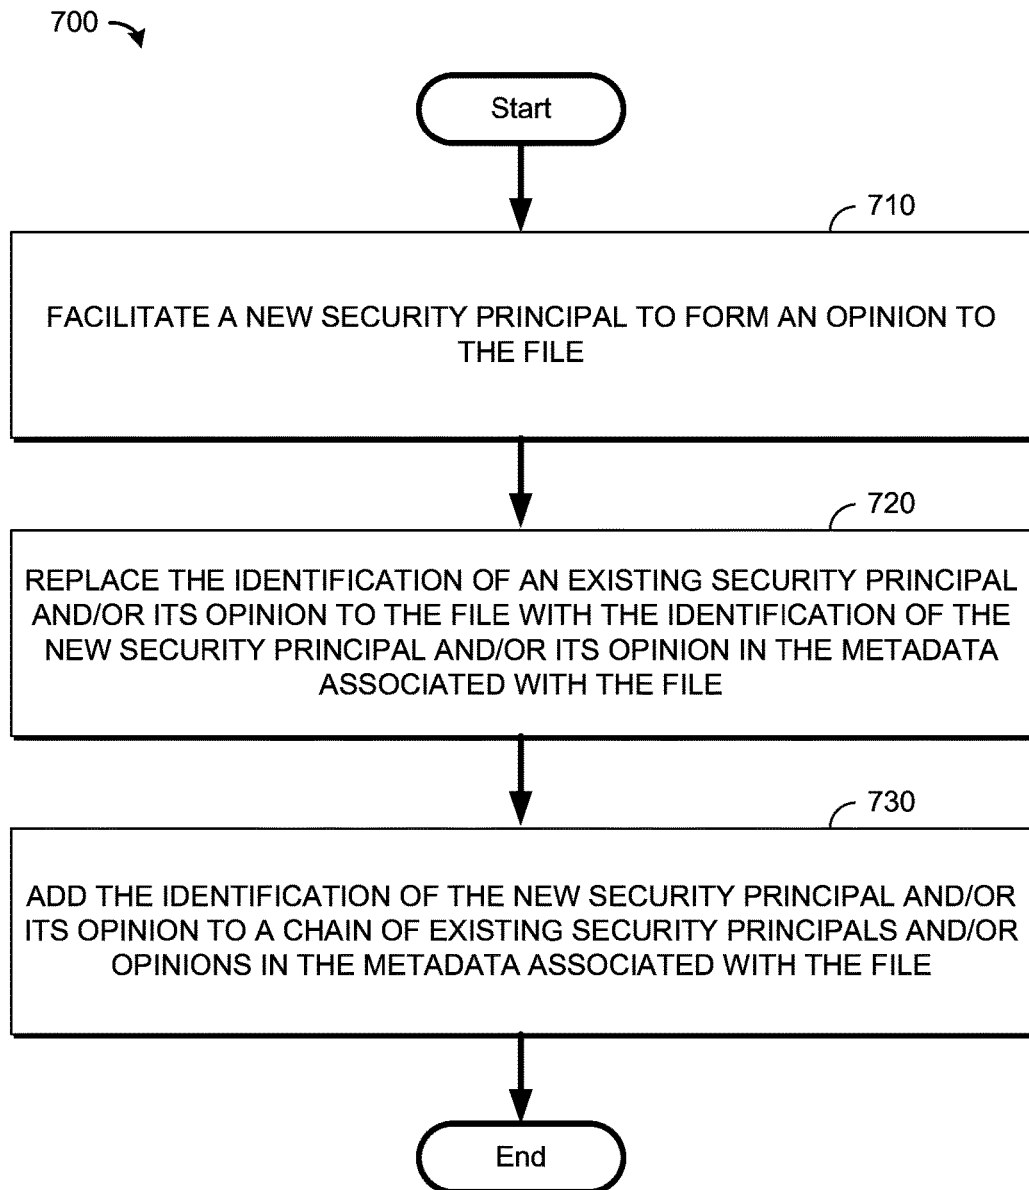 700
Start
710
FACILITATE A NEW SECURITY PRINCIPAL TO FORM AN OPINION TO
THE FILE
720
REPLACE THE IDENTIFICATION OF AN EXISTING SECURITY PRINCIPAL
AND/OR ITS OPINION TO THE FILE WITH THE IDENTIFICATION OF THE
NEW SECURITY PRINCIPAL AND/OR ITS OPINION IN THE METADATA
ASSOCIATED WITH THE FILE
730
ADD THE IDENTIFICATION OF THE NEW SECURITY PRINCIPAL AND/OR
ITS OPINION TO A CHAIN OF EXISTING SECURITY PRINCIPALS AND/OR
OPINIONS IN THE METADATA ASSOCIATED WITH THE FILE
End